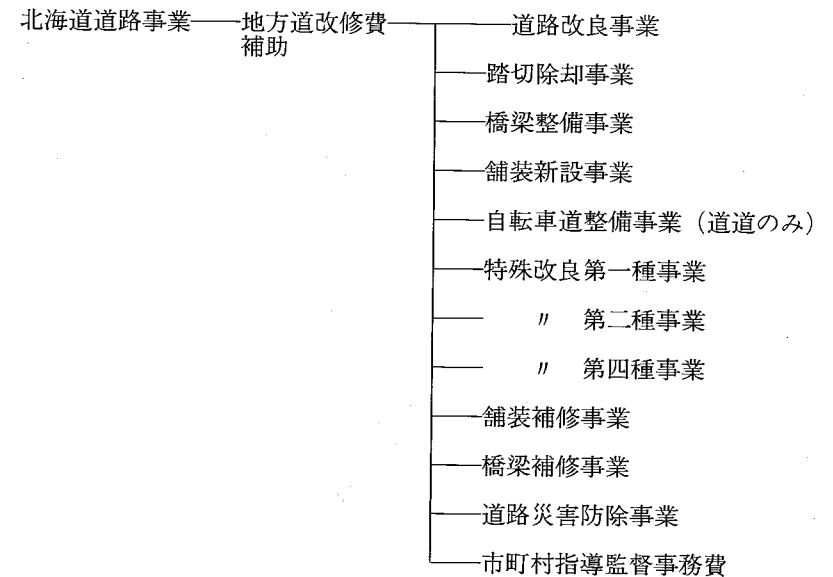 北海道道路事業 地方道改修費 道路改良事業
補助
踏切除却事業
橋梁整備事業
舗装新設事業
自転車道整備事業（道道のみ）
特殊改良第一種事業
〃 第二種事業
〃 第四種事業
舗装補修事業
橋梁補修事業
道路災害防除事業
市町村指導監督事務費